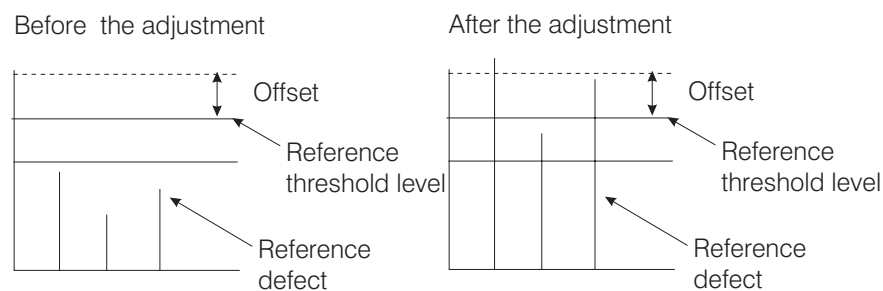 Before the adjustment
Offset
Reference
threshold level
Reference
defect
After the adjustment
Offset
Reference
threshold level
Reference
defect